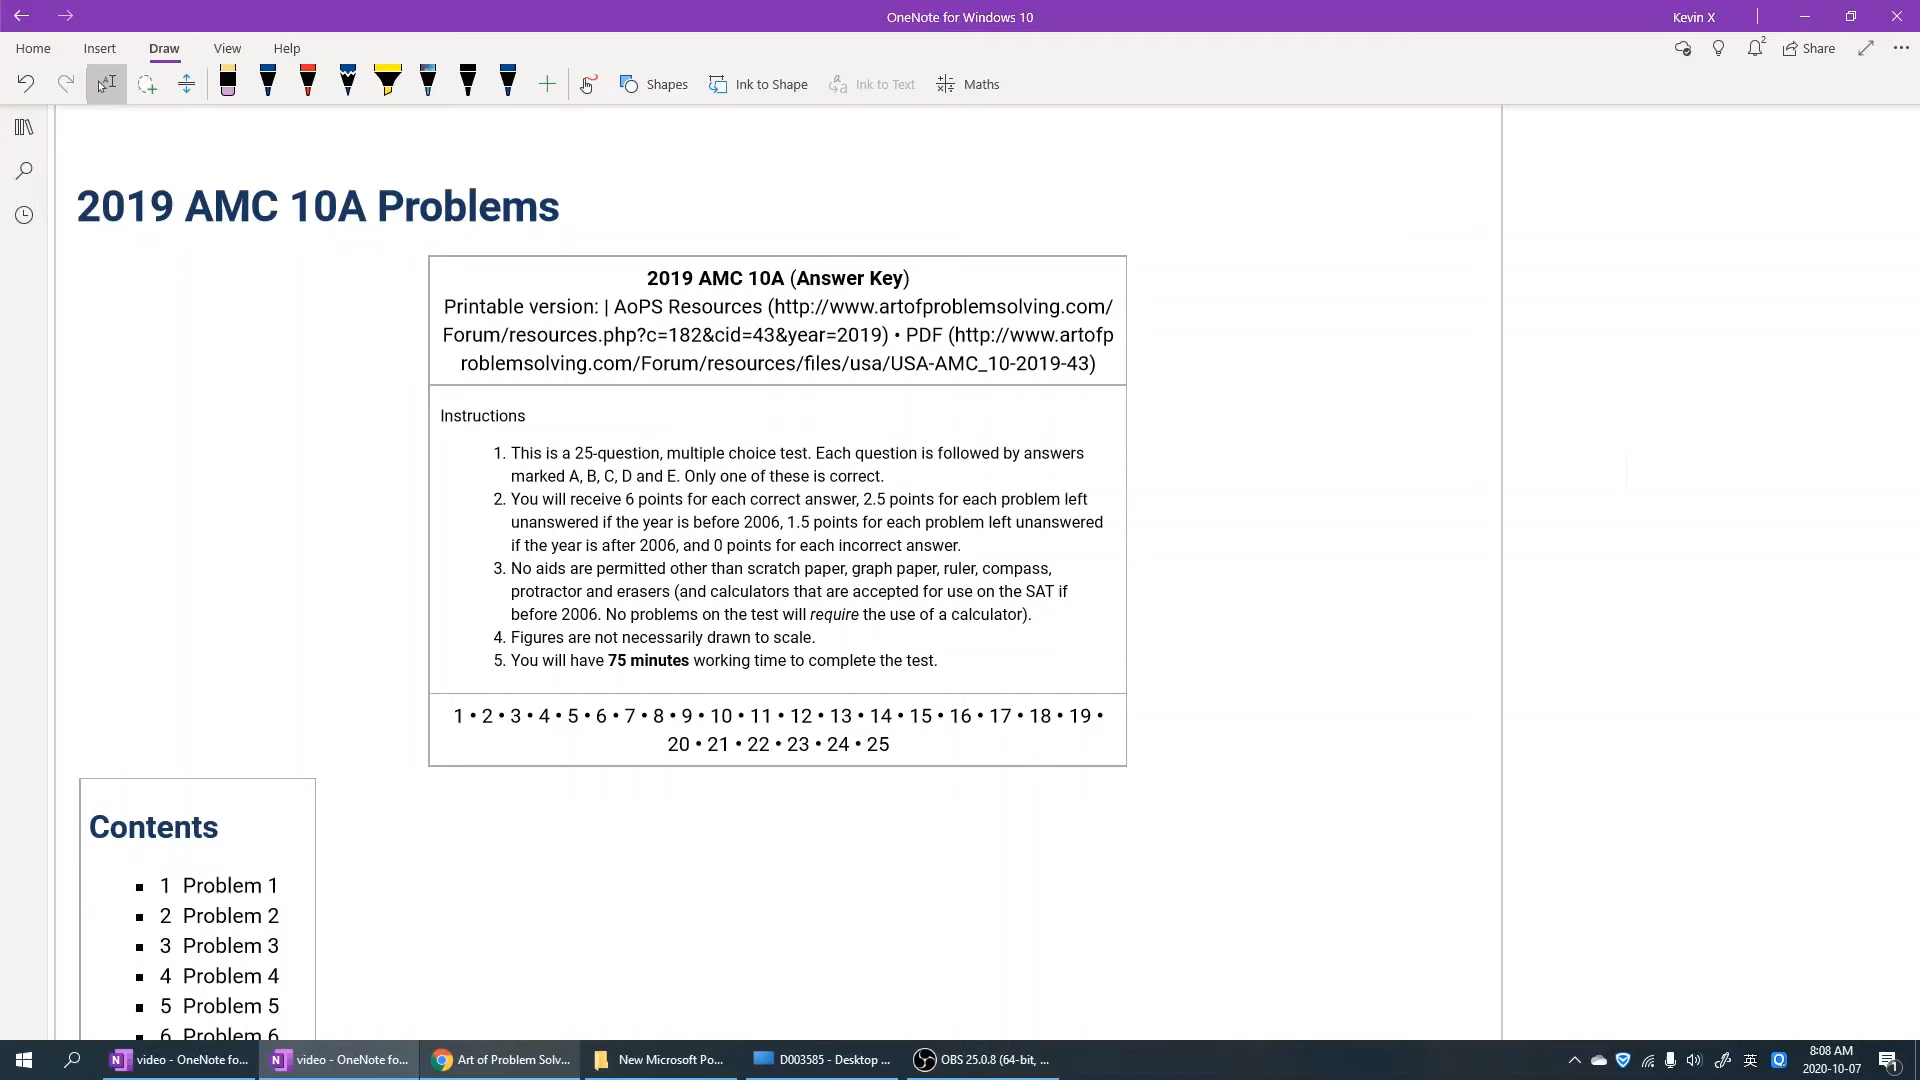 OneNote for Windows 10
Kevin X
Home Insert Draw View Help
2
Share
Shapes Ink to Shape Ink to Text Maths
2019 AMC 10A Problems
2019 AMC 10A (Answer Key)
Printable version: | AoPS Resources (http://www.artofproblemsolving.com/
Forum/resources.php?c=182&cid=43&year=2019) • PDF (http://www.artofp
roblemsolving.com/Forum/resources/files/usa/USA-AMC_10-2019-43)
Instructions
1. This is a 25-question, multiple choice test. Each question is followed by answers
marked A, B, C, D and E. Only one of these is correct.
2. You will receive 6 points for each correct answer, 2.5 points for each problem left
unanswered if the year is before 2006, 1.5 points for each problem left unanswered
if the year is after 2006, and 0 points for each incorrect answer.
3. No aids are permitted other than scratch paper, graph paper, ruler, compass,
protractor and erasers (and calculators that are accepted for use on the SAT if
before 2006. No problems on the test will require the use of a calculator).
4. Figures are not necessarily drawn to scale.
5. You will have 75 minutes working time to complete the test.
1 • 2 • 3 • 4 • 5 • 6 • 7 • 8 • 9 • 10 • 11 • 12 • 13 • 14 • 15 • 16 • 17 • 18 • 19 •
20 • 21 • 22 • 23 • 24 • 25
Contents
1 Problem 1
2 Problem 2
3 Problem 3
4 Problem 4
5 Problem 5
6 Problem 6
video - OneNote fo... video - OneNote fo... Art of Problem Solv... New Microsoft Po... D003585 - Desktop ... OBS 25.0.8 (64-bit, ...
英
8:08 AM
2020-10-07
1